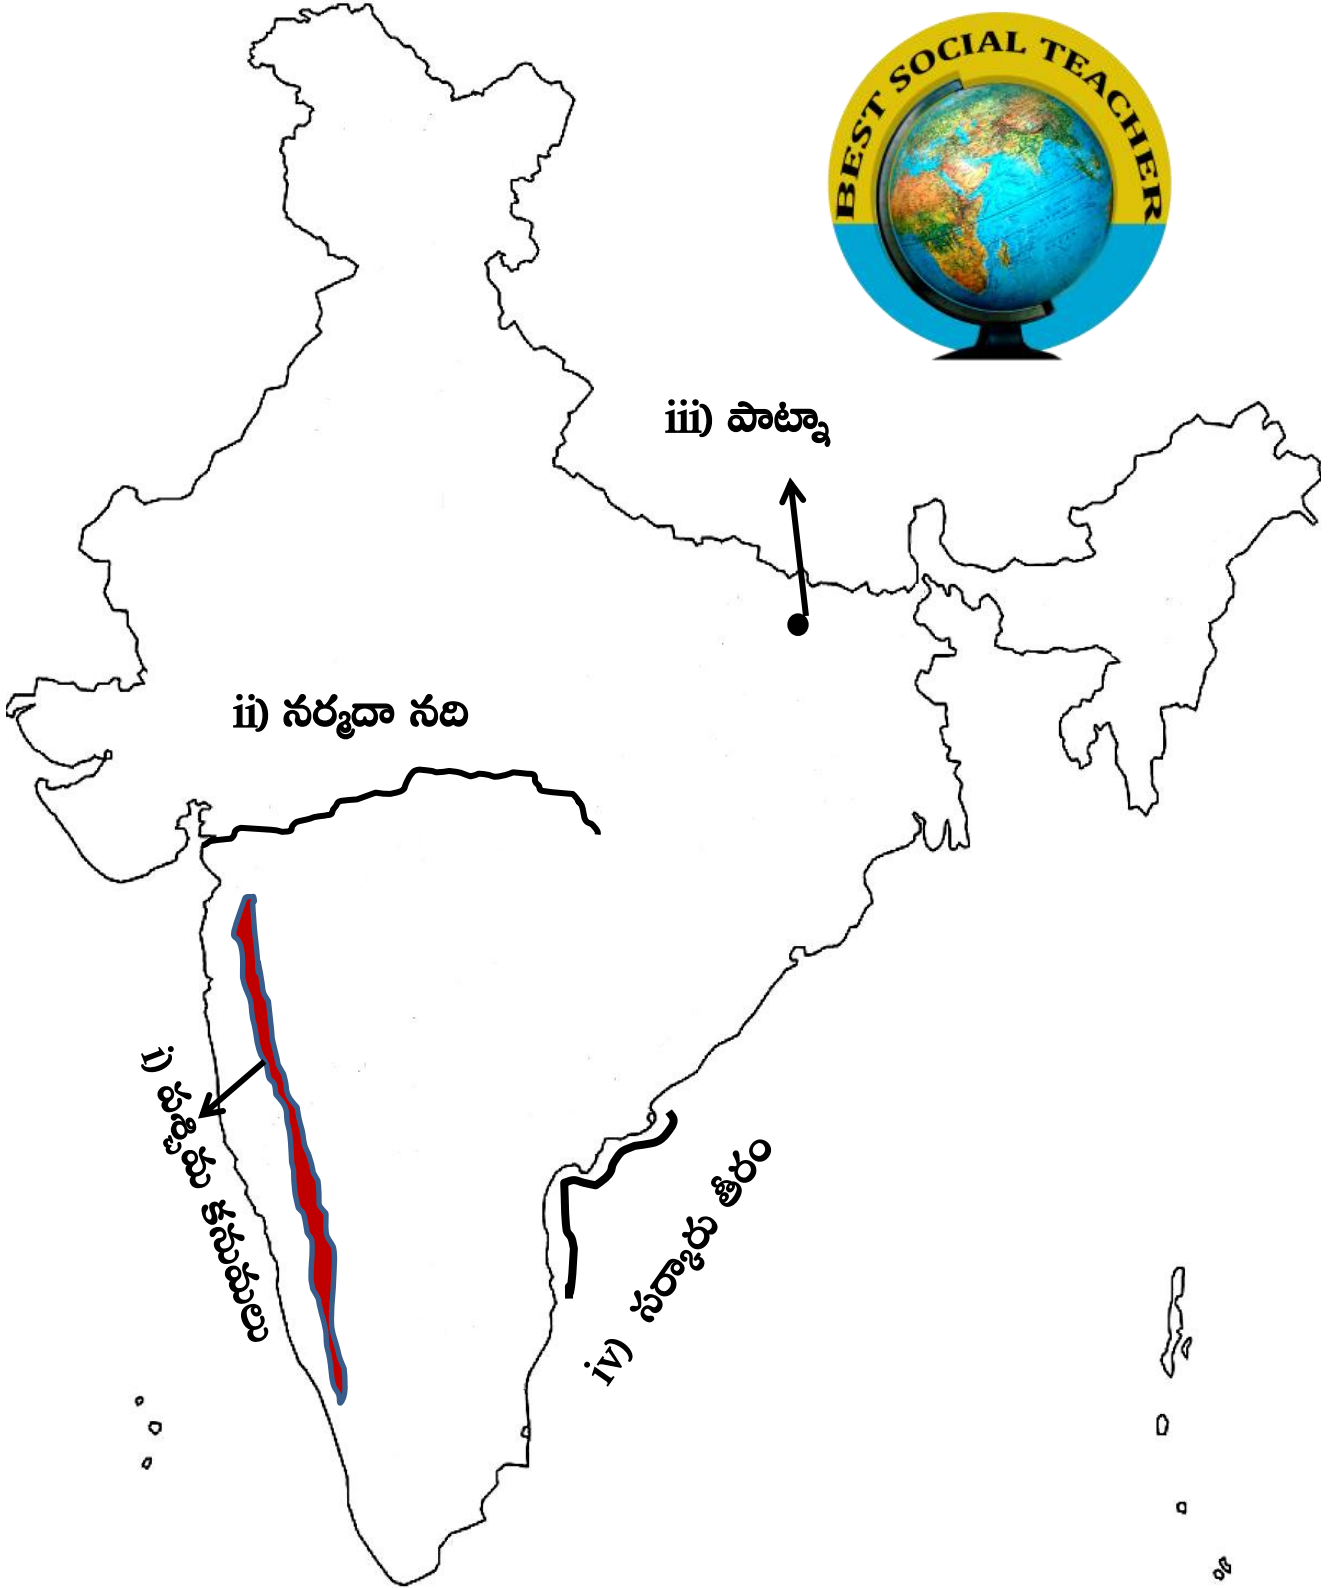 BEST SOCIAL TEACHER
iii) పాట్నా
ii) నర్మదా నది
i) పశ్చిమ కనుమలు
iv) సర్కారు తీరం